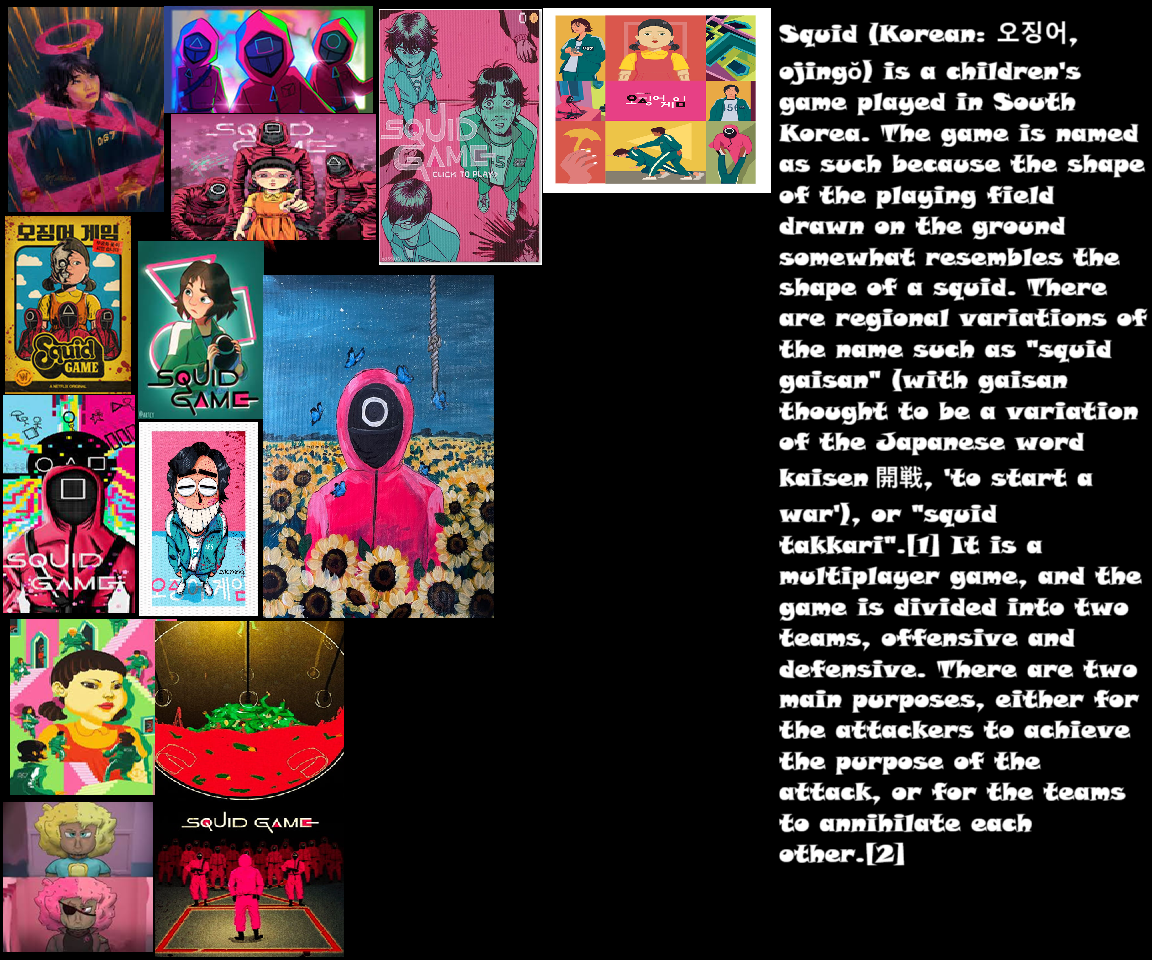 067
SQUID
GAME
SQUID
GAME
CLICK TO PLAY
오징어 게임
456
오징어 게임
Squid
GAME
A NETFLIX ORIGINAL
SQUID
GAME
SQUID
GAME
오징어 게임
067
SQUID GAME
Squid (Korean: 오징어,
ojingŏ) is a children's
game played in South
Korea. The game is named
as such because the shape
of the playing field
drawn on the ground
somewhat resembles the
shape of a squid. There
are regional variations of
the name such as "squid
gaisan" (with gaisan
thought to be a variation
of the Japanese word
kaisen 開戦, 'to start a
war'), or "squid
takkari".[1] It is a
multiplayer game, and the
game is divided into two
teams, offensive and
defensive. There are two
main purposes, either for
the attackers to achieve
the purpose of the
attack, or for the teams
to annihilate each
other.[2]